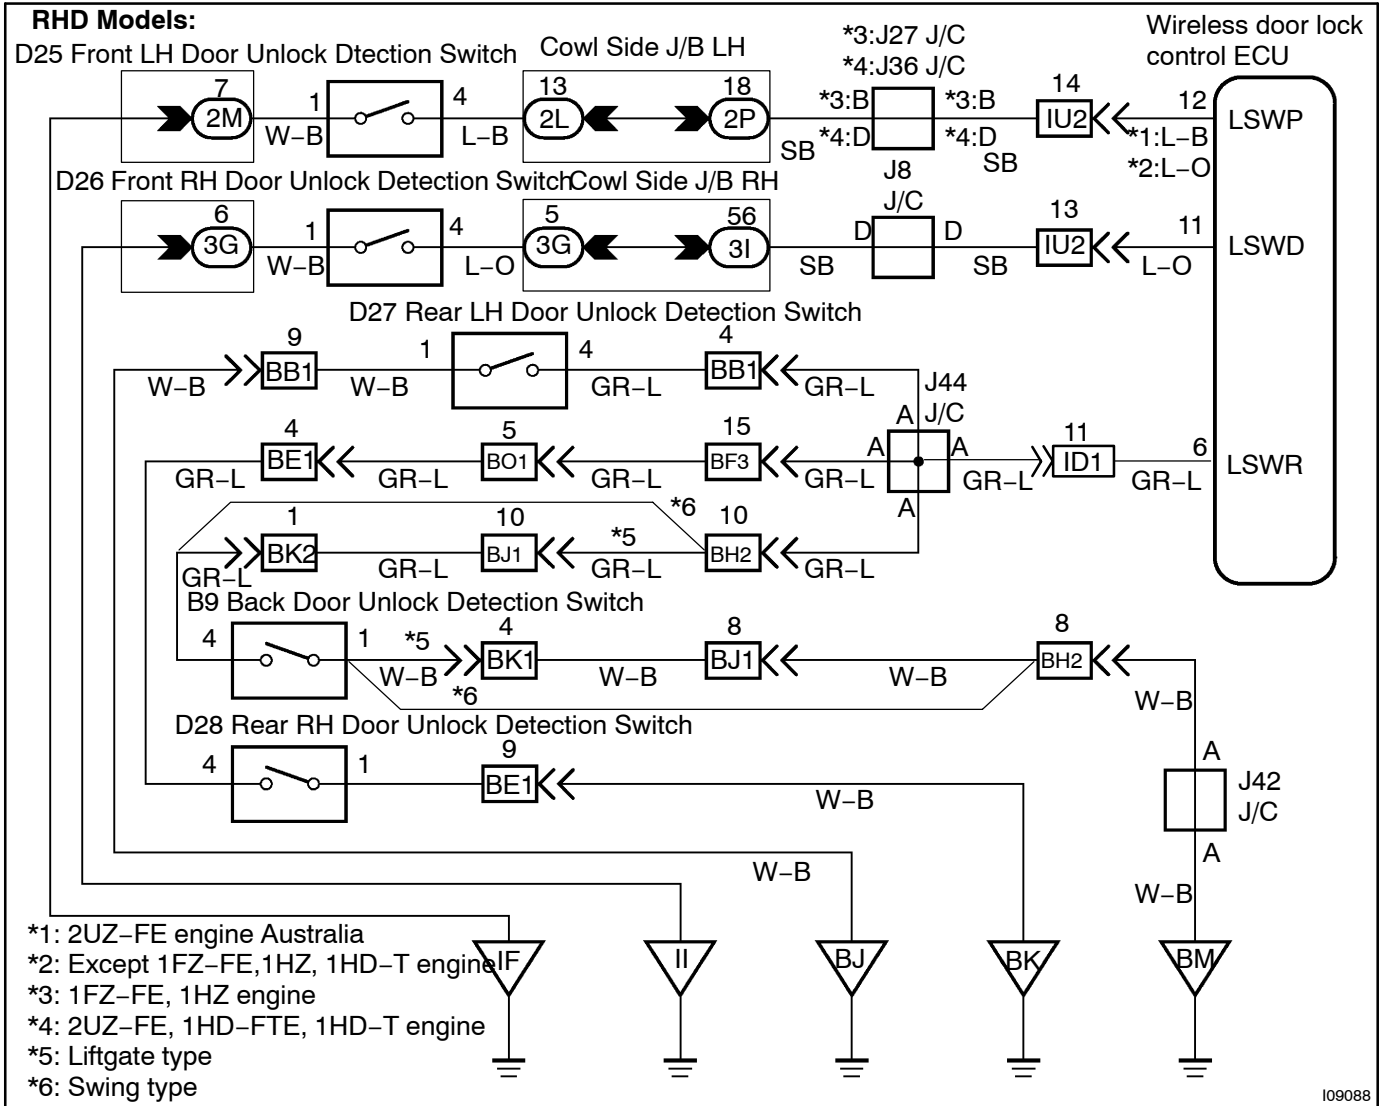 RHD Models:
D25 Front LH Door Unlock Dtection Switch
Cowl Side J/B LH
*3:J27 J/C
*4:J36 J/C
Wireless door lock
control ECU
7
2M
W-B
1
4
L-B
13
2L
18
2P
SB
*3:B
*4:D
*3:B
*4:D
SB
14
IU2
12
*1:L-B
*2:L-O
LSWP
D26 Front RH Door Unlock Detection Switch
Cowl Side J/B RH
J8
J/C
6
3G
W-B
1
4
L-O
5
3G
56
3I
SB
D
D
SB
13
IU2
11
L-O
LSWD
D27 Rear LH Door Unlock Detection Switch
W-B
9
BB1
W-B
1
4
GR-L
4
BB1
GR-L
J44
J/C
A
A
A
A
GR-L
4
BE1
GR-L
5
BO1
GR-L
15
BF3
GR-L
GR-L
11
ID1
GR-L
6
LSWR
GR-L
1
BK2
GR-L
10
BJ1
*5
GR-L
*6
10
BH2
GR-L
B9 Back Door Unlock Detection Switch
4
1
*5
W-B
*6
4
BK1
W-B
8
BJ1
W-B
8
BH2
W-B
D28 Rear RH Door Unlock Detection Switch
4
1
9
BE1
W-B
A
J42
J/C
A
W-B
W-B
*1: 2UZ-FE engine Australia
*2: Except 1FZ-FE,1HZ, 1HD-T engine
*3: 1FZ-FE, 1HZ engine
*4: 2UZ-FE, 1HD-FTE, 1HD-T engine
*5: Liftgate type
*6: Swing type
IF
II
BJ
BK
BM
I09088